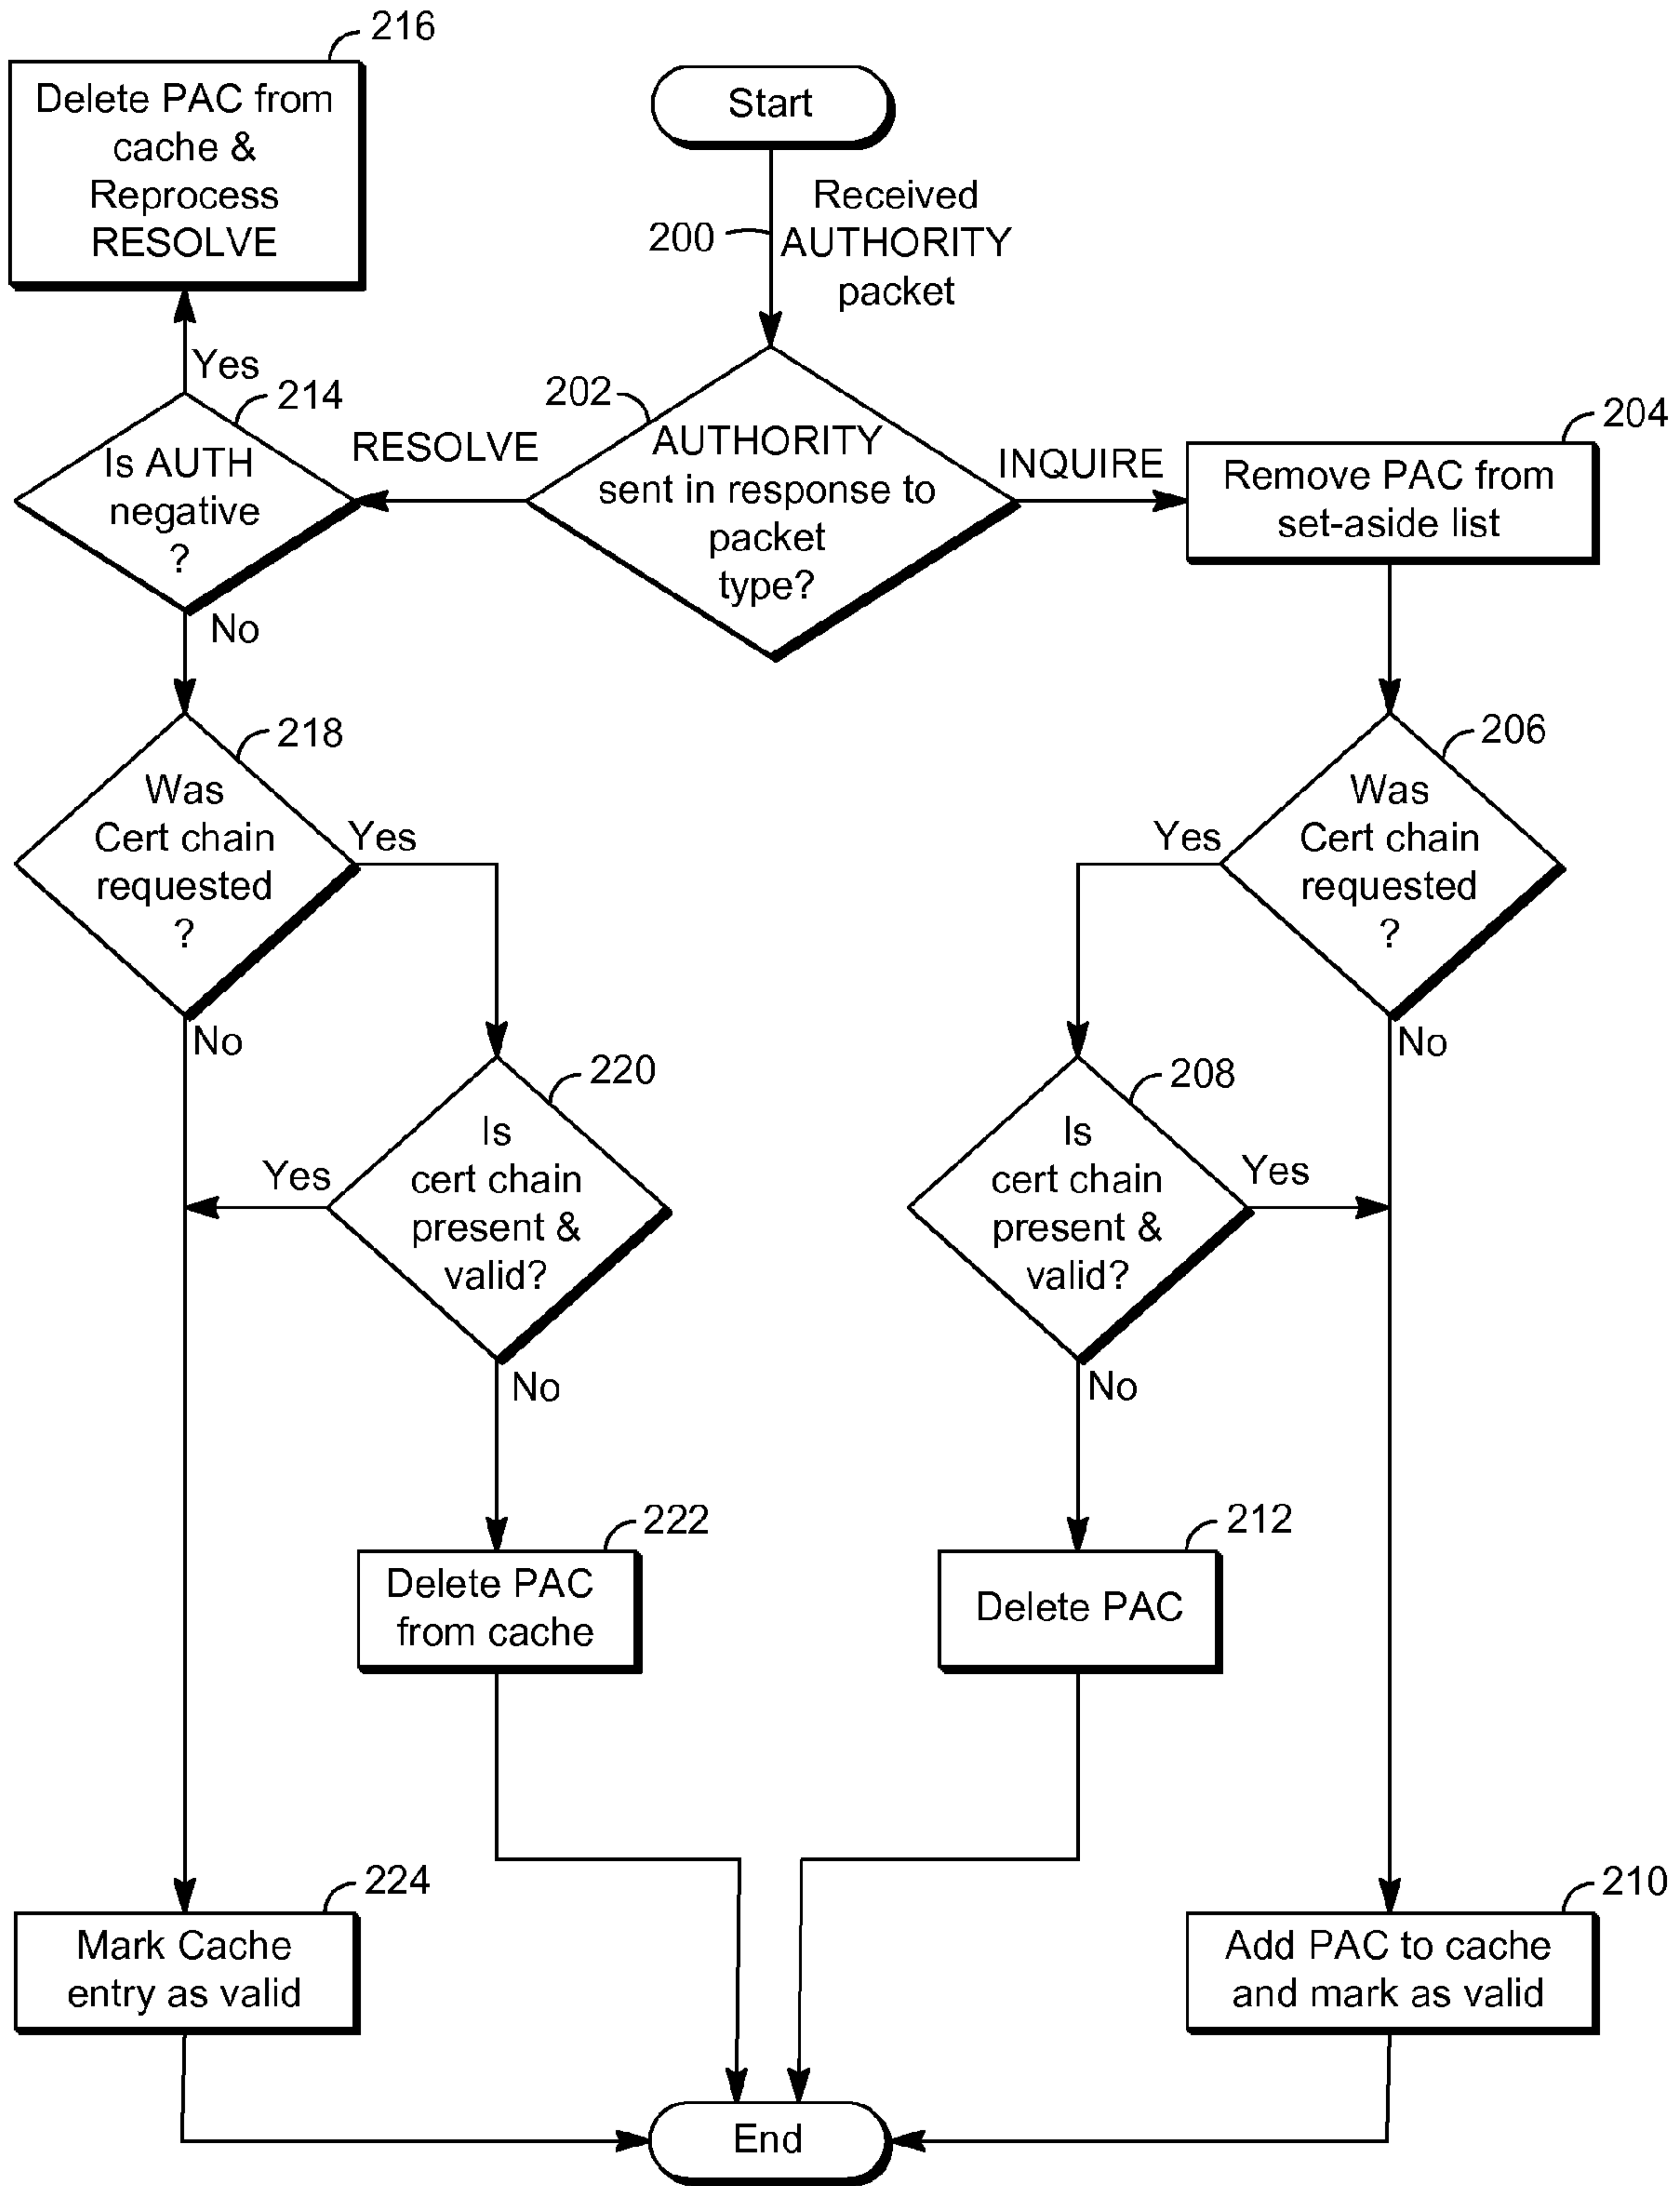 216
Delete PAC from
cache &
Reprocess
RESOLVE
Start
200
Received
AUTHORITY
packet
Yes
214
Is AUTH
negative
?
No
RESOLVE
202
AUTHORITY
sent in response to
packet
type?
INQUIRE
204
Remove PAC from
set-aside list
218
Was
Cert chain
requested
?
Yes
No
206
Was
Cert chain
requested
?
Yes
No
220
Is
cert chain
present &
valid?
Yes
No
208
Is
cert chain
present &
valid?
Yes
No
222
Delete PAC
from cache
212
Delete PAC
224
Mark Cache
entry as valid
210
Add PAC to cache
and mark as valid
End